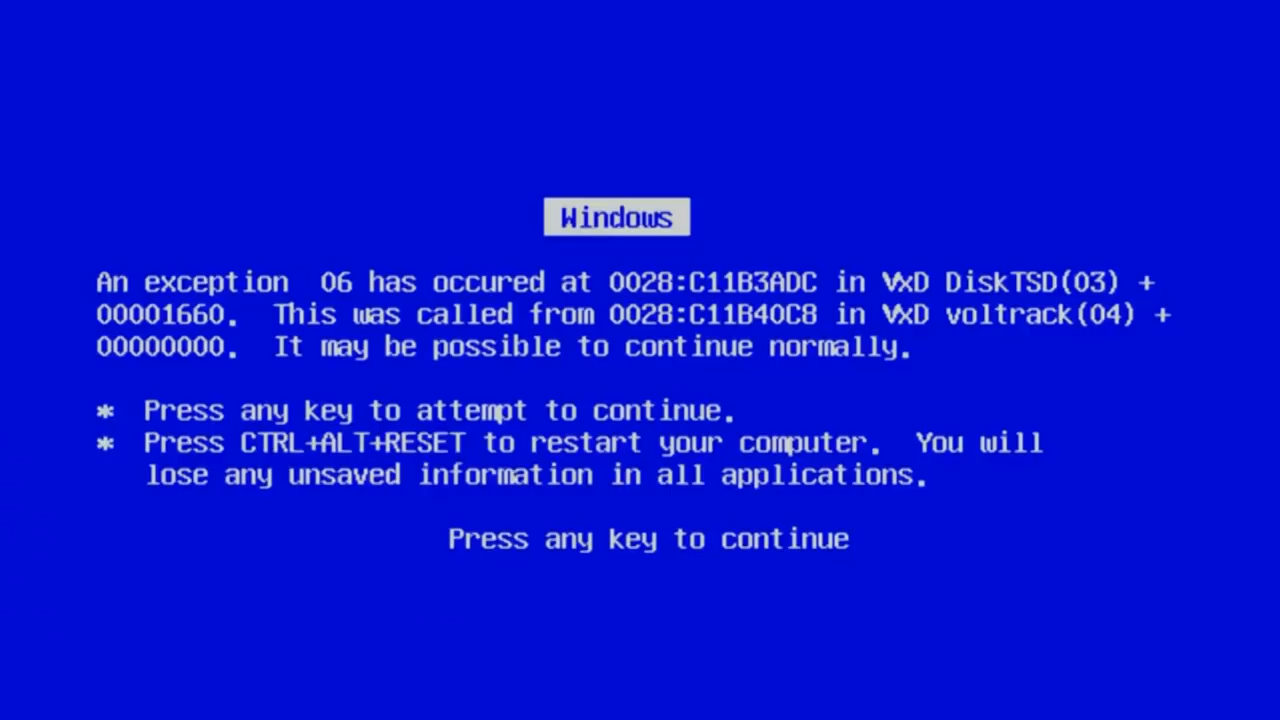 Windows
An exception  06 has occured at 0028:C11B3ADC in VxD DiskTSD(03) +
00001660.  This was called from 0028:C11B40C8 in VxD voltrack(04) +
00000000.  It may be possible to continue normally.
*  Press any key to attempt to continue.
*  Press CTRL+ALT+RESET to restart your computer.  You will
lose any unsaved information in all applications.
Press any key to continue